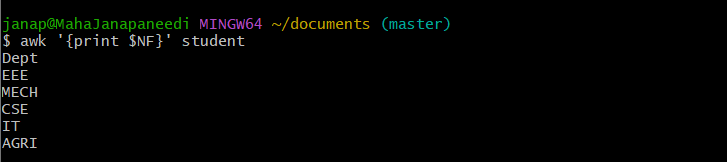 janap@MahaJanapaneedi MINGW64 ~/documents (master)
$ awk '{print $NF}' student
Dept
EEE
MECH
CSE
IT
AGRI